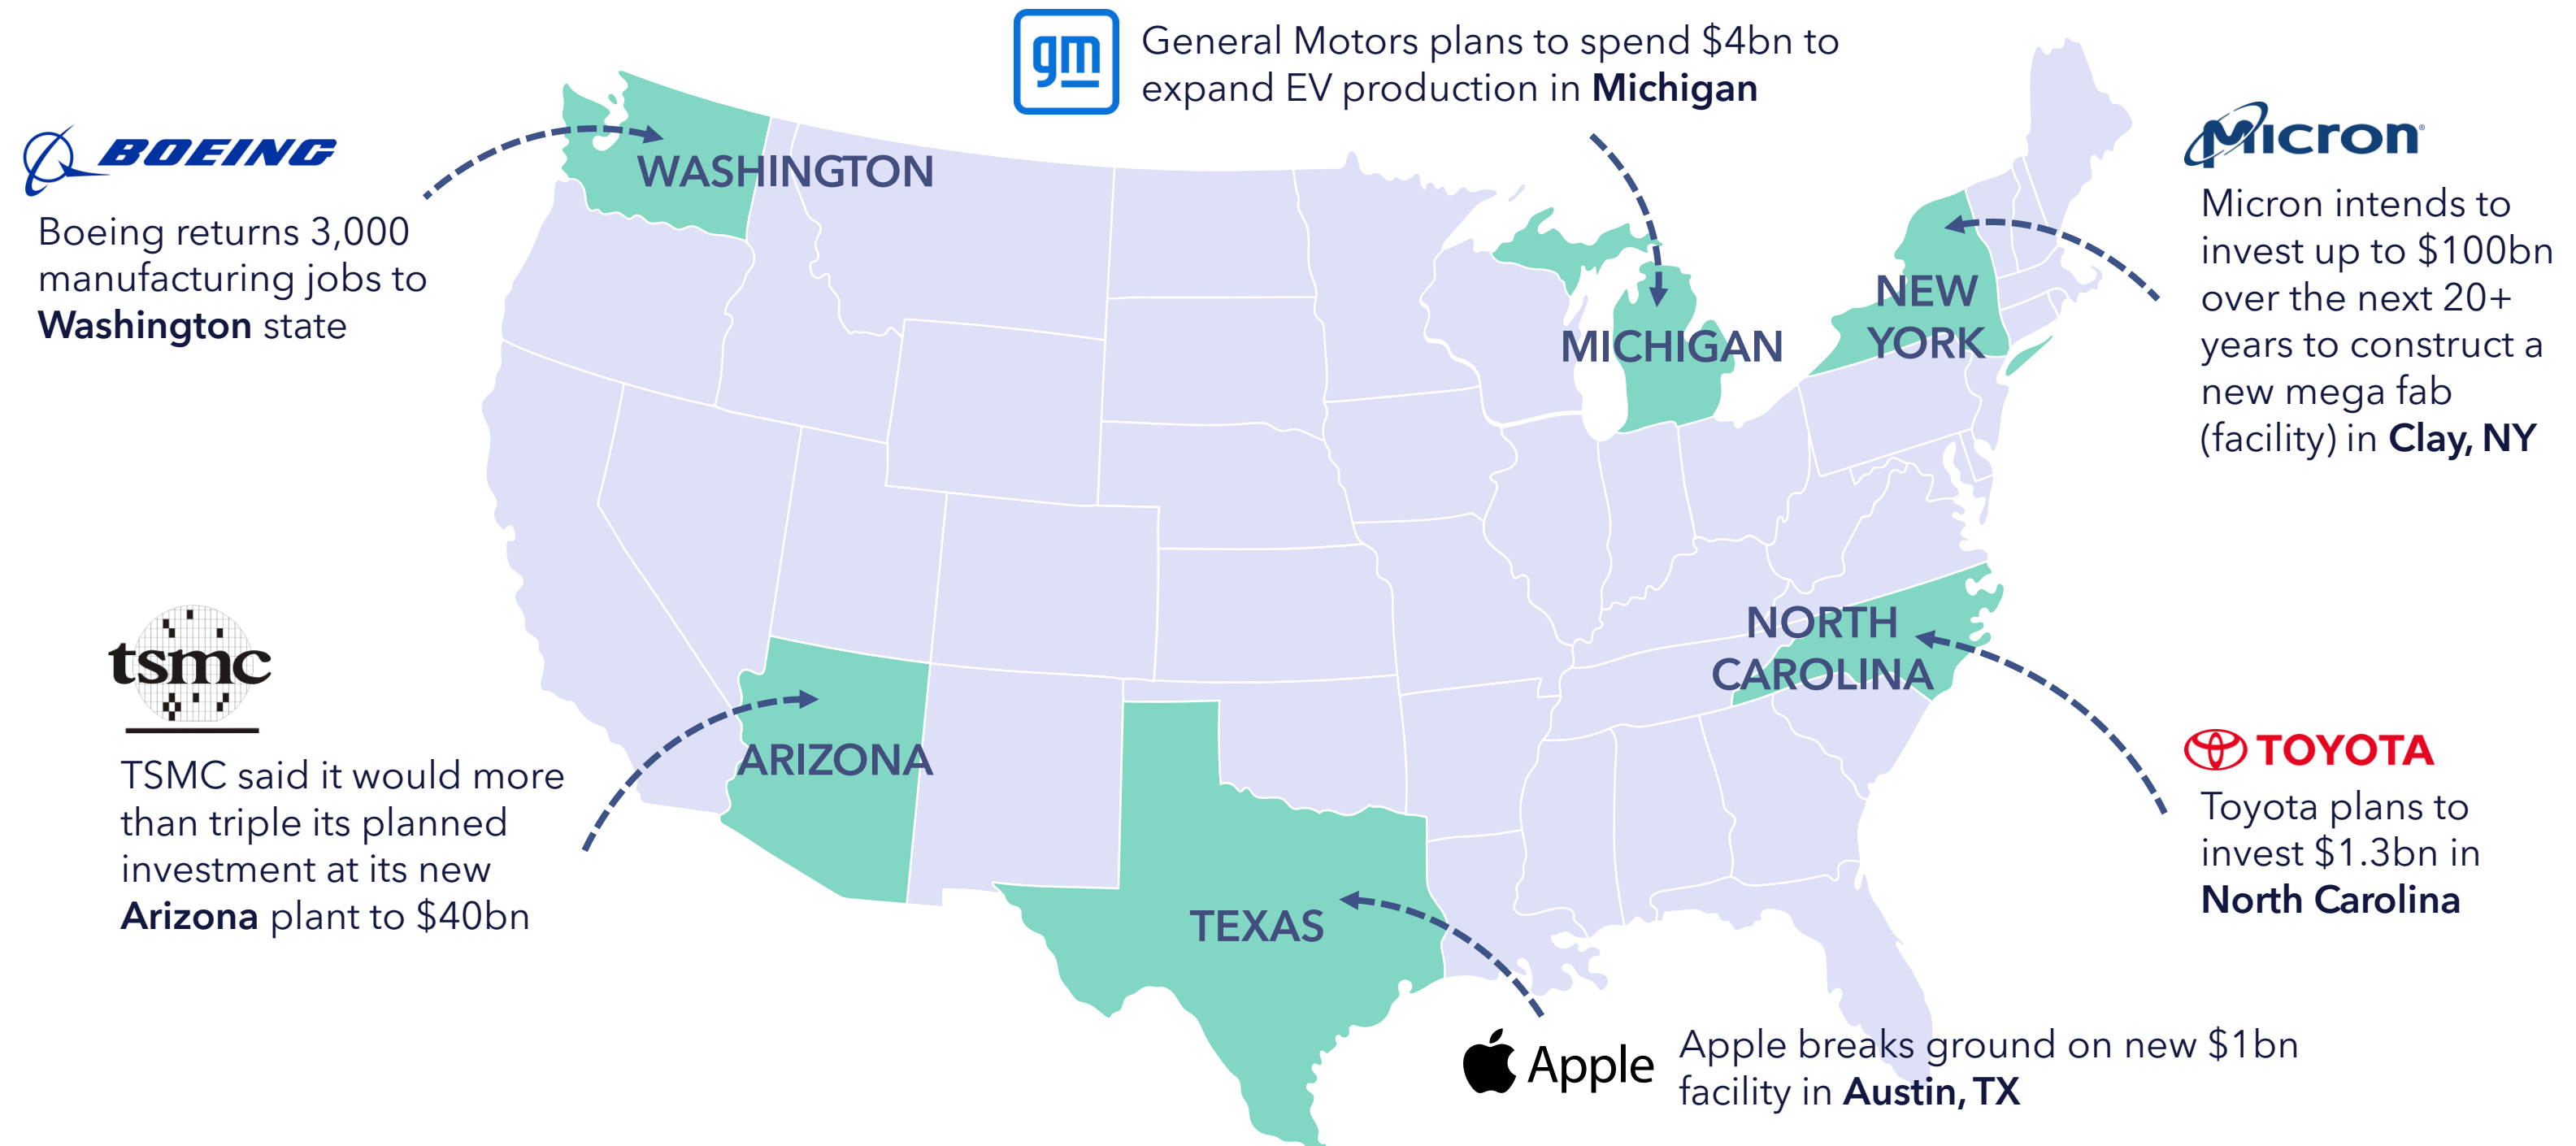 gm
General Motors plans to spend $4bn to
expand EV production in Michigan
BOEING
Boeing returns 3,000
manufacturing jobs to
Washington state
WASHINGTON
MICHIGAN
NEW
YORK
Micron®
Micron intends to
invest up to $100bn
over the next 20+
years to construct a
new mega fab
(facility) in Clay, NY
tsmc
TSMC said it would more
than triple its planned
investment at its new
Arizona plant to $40bn
ARIZONA
TEXAS
NORTH
CAROLINA
TOYOTA
Toyota plans to
invest $1.3bn in
North Carolina
Apple
Apple breaks ground on new $1bn
facility in Austin, TX